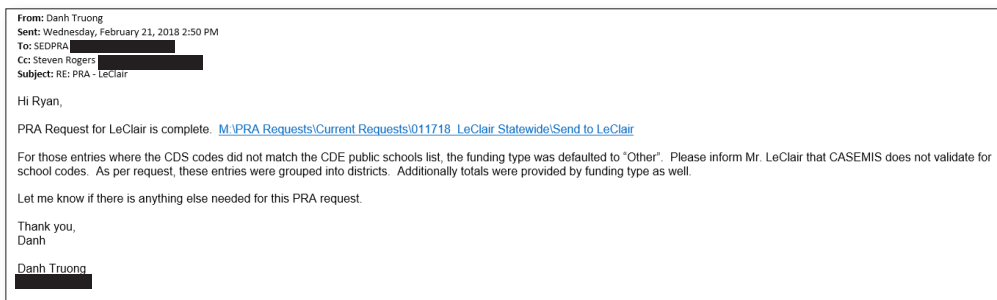 From: Danh Truong
Sent: Wednesday, February 21, 2018 2:50 PM
To: SEDPRA
Cc: Steven Rogers
Subject: RE: PRA - LeClair
Hi Ryan,
PRA Request for LeClair is complete. M:\PRA Requests\Current Requests\011718_LeClair Statewide\Send to LeClair
For those entries where the CDS codes did not match the CDE public schools list, the funding type was defaulted to “Other”. Please inform Mr. LeClair that CASEMIS does not validate for
school codes. As per request, these entries were grouped into districts. Additionally totals were provided by funding type as well.
Let me know if there is anything else needed for this PRA request.
Thank you,
Danh
Danh Truong